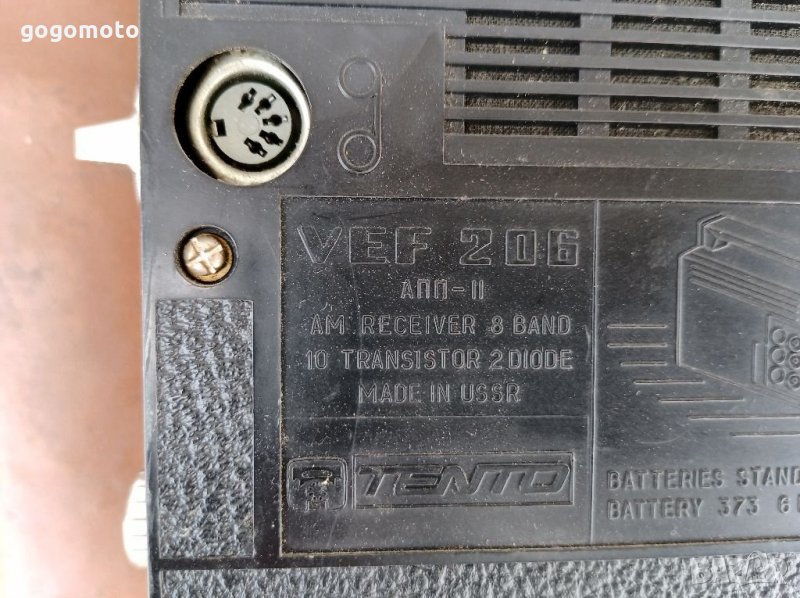 gogomoto
VEF 206
АПП-II
AM RECEIVER 8 BAND
10 TRANSISTOR 2 DIODE
MADE IN USSR
TENTO
BATTERIES STAND
BATTERY 373 6